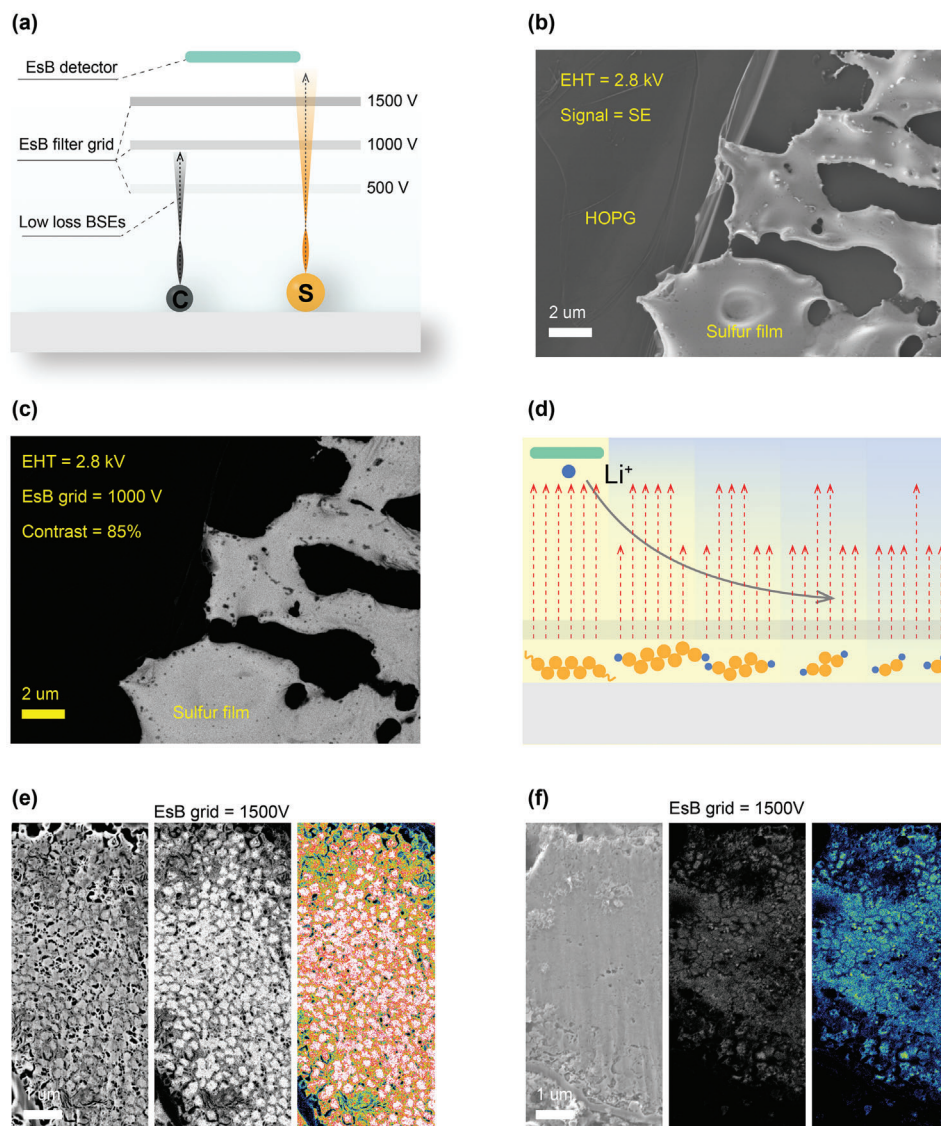 (a)
EsB detector
1500 V
EsB filter grid
1000 V
500 V
Low loss BSEs
C
S
(b)
EHT = 2.8 kV
Signal = SE
HOPG
2 um
Sulfur film
(c)
EHT = 2.8 kV
EsB grid = 1000 V
Contrast = 85%
2 um
Sulfur film
(d)
Li⁺
(e)
EsB grid = 1500V
1 um
(f)
EsB grid = 1500V
1 um